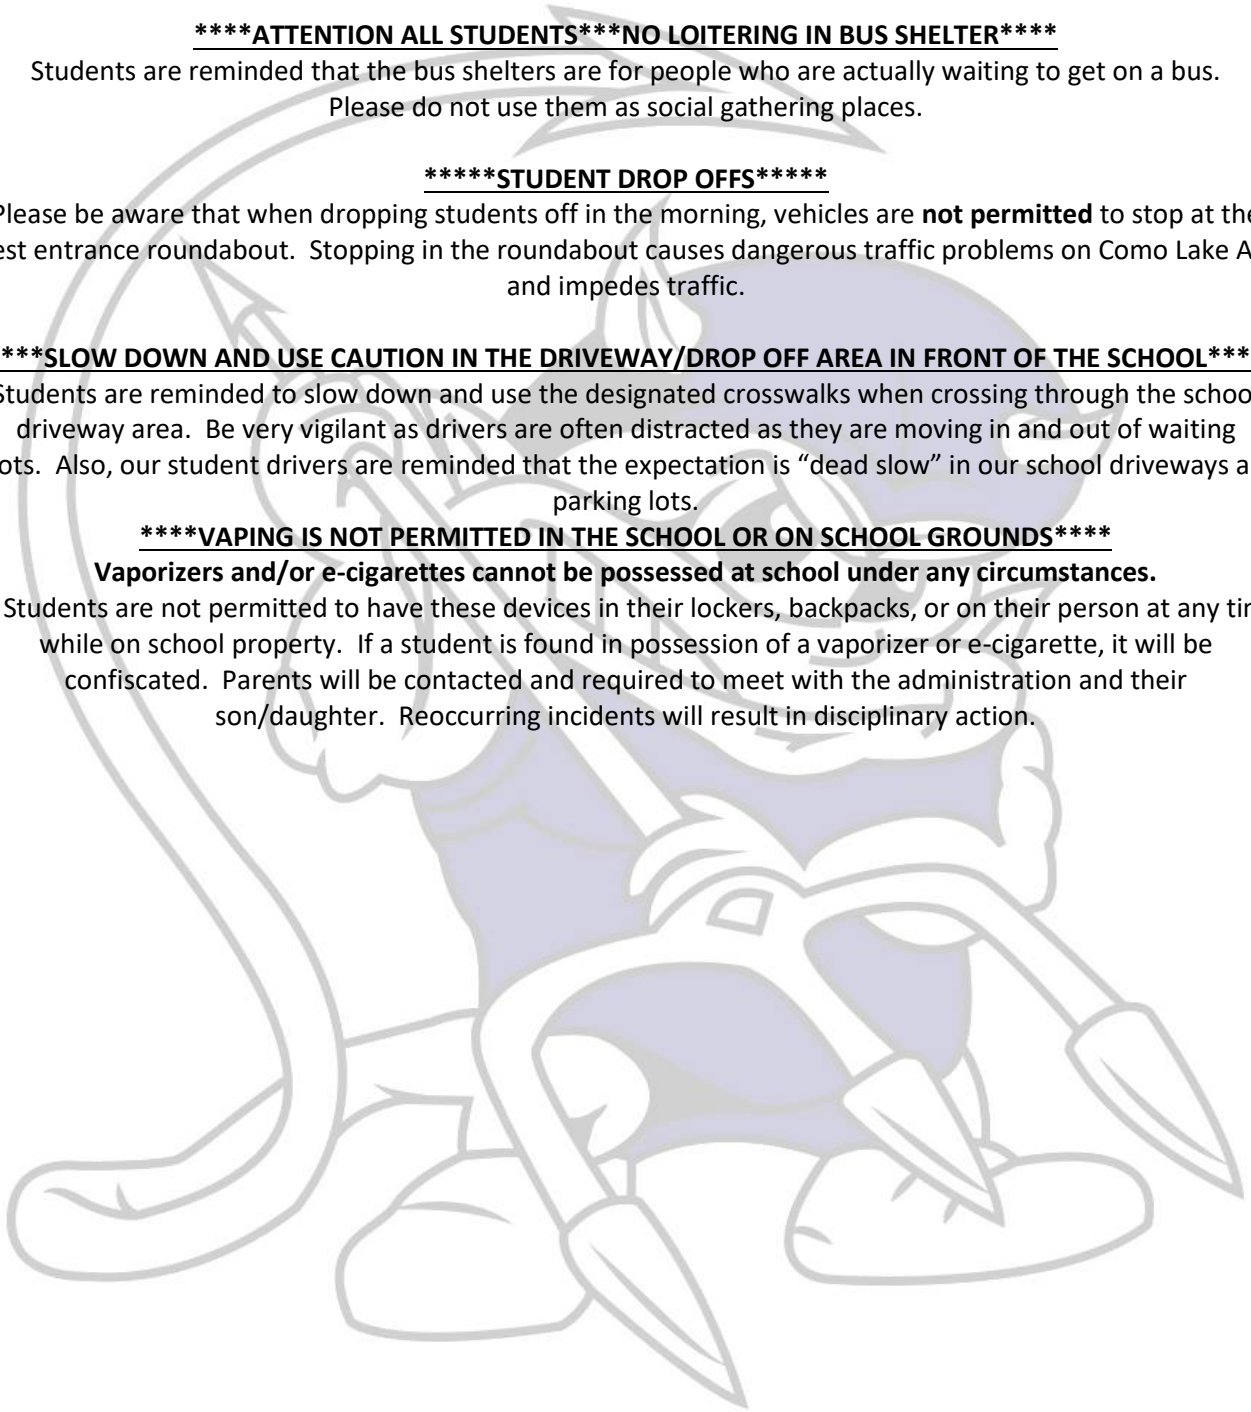 ****ATTENTION ALL STUDENTS***NO LOITERING IN BUS SHELTER****
Students are reminded that the bus shelters are for people who are actually waiting to get on a bus.
Please do not use them as social gathering places.
*****STUDENT DROP OFFS*****
Please be aware that when dropping students off in the morning, vehicles are not permitted to stop at the
est entrance roundabout. Stopping in the roundabout causes dangerous traffic problems on Como Lake A
and impedes traffic.
***SLOW DOWN AND USE CAUTION IN THE DRIVEWAY/DROP OFF AREA IN FRONT OF THE SCHOOL***
Students are reminded to slow down and use the designated crosswalks when crossing through the schoo
driveway area. Be very vigilant as drivers are often distracted as they are moving in and out of waiting
ots. Also, our student drivers are reminded that the expectation is “dead slow” in our school driveways a
parking lots.
****VAPING IS NOT PERMITTED IN THE SCHOOL OR ON SCHOOL GROUNDS****
Vaporizers and/or e-cigarettes cannot be possessed at school under any circumstances.
Students are not permitted to have these devices in their lockers, backpacks, or on their person at any ti
while on school property. If a student is found in possession of a vaporizer or e-cigarette, it will be
confiscated. Parents will be contacted and required to meet with the administration and their
son/daughter. Reoccurring incidents will result in disciplinary action.